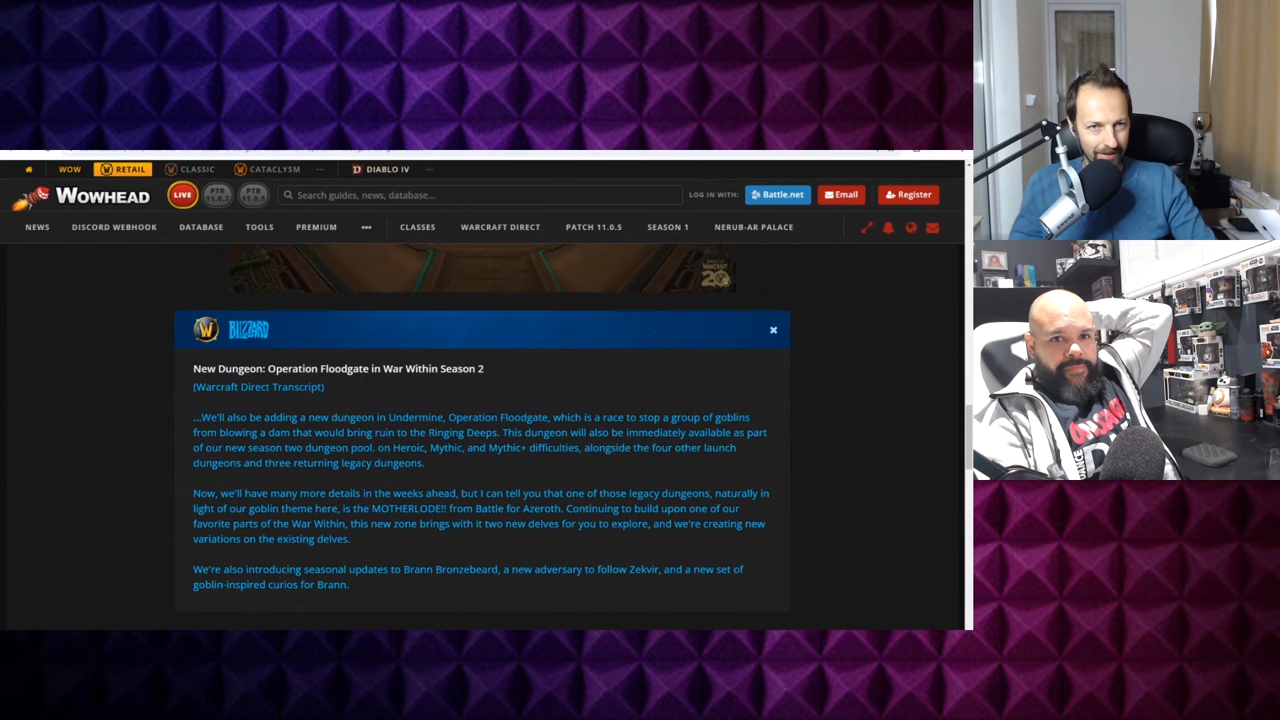 WOW
RETAIL
CLASSIC
CATACLYSM
...
DIABLO IV
...
WOWHEAD
LIVE
PTR
11.0.7
PTR
11.0.5
Search guides, news, database...
LOG IN WITH:
Battle.net
Email
Register
NEWS
DISCORD WEBHOOK
DATABASE
TOOLS
PREMIUM
•••
CLASSES
WARCRAFT DIRECT
PATCH 11.0.5
SEASON 1
NERUB-AR PALACE
WARCRAFT
20
BLIZZARD
New Dungeon: Operation Floodgate in War Within Season 2
(Warcraft Direct Transcript)
...We'll also be adding a new dungeon in Undermine, Operation Floodgate, which is a race to stop a group of goblins
from blowing a dam that would bring ruin to the Ringing Deeps. This dungeon will also be immediately available as part
of our new season two dungeon pool. on Heroic, Mythic, and Mythic+ difficulties, alongside the four other launch
dungeons and three returning legacy dungeons.
Now, we'll have many more details in the weeks ahead, but I can tell you that one of those legacy dungeons, naturally in
light of our goblin theme here, is the MOTHERLODE!! from Battle for Azeroth. Continuing to build upon one of our
favorite parts of the War Within, this new zone brings with it two new delves for you to explore, and we're creating new
variations on the existing delves.
We're also introducing seasonal updates to Brann Bronzebeard, a new adversary to follow Zekvir, and a new set of
goblin-inspired curios for Brann.